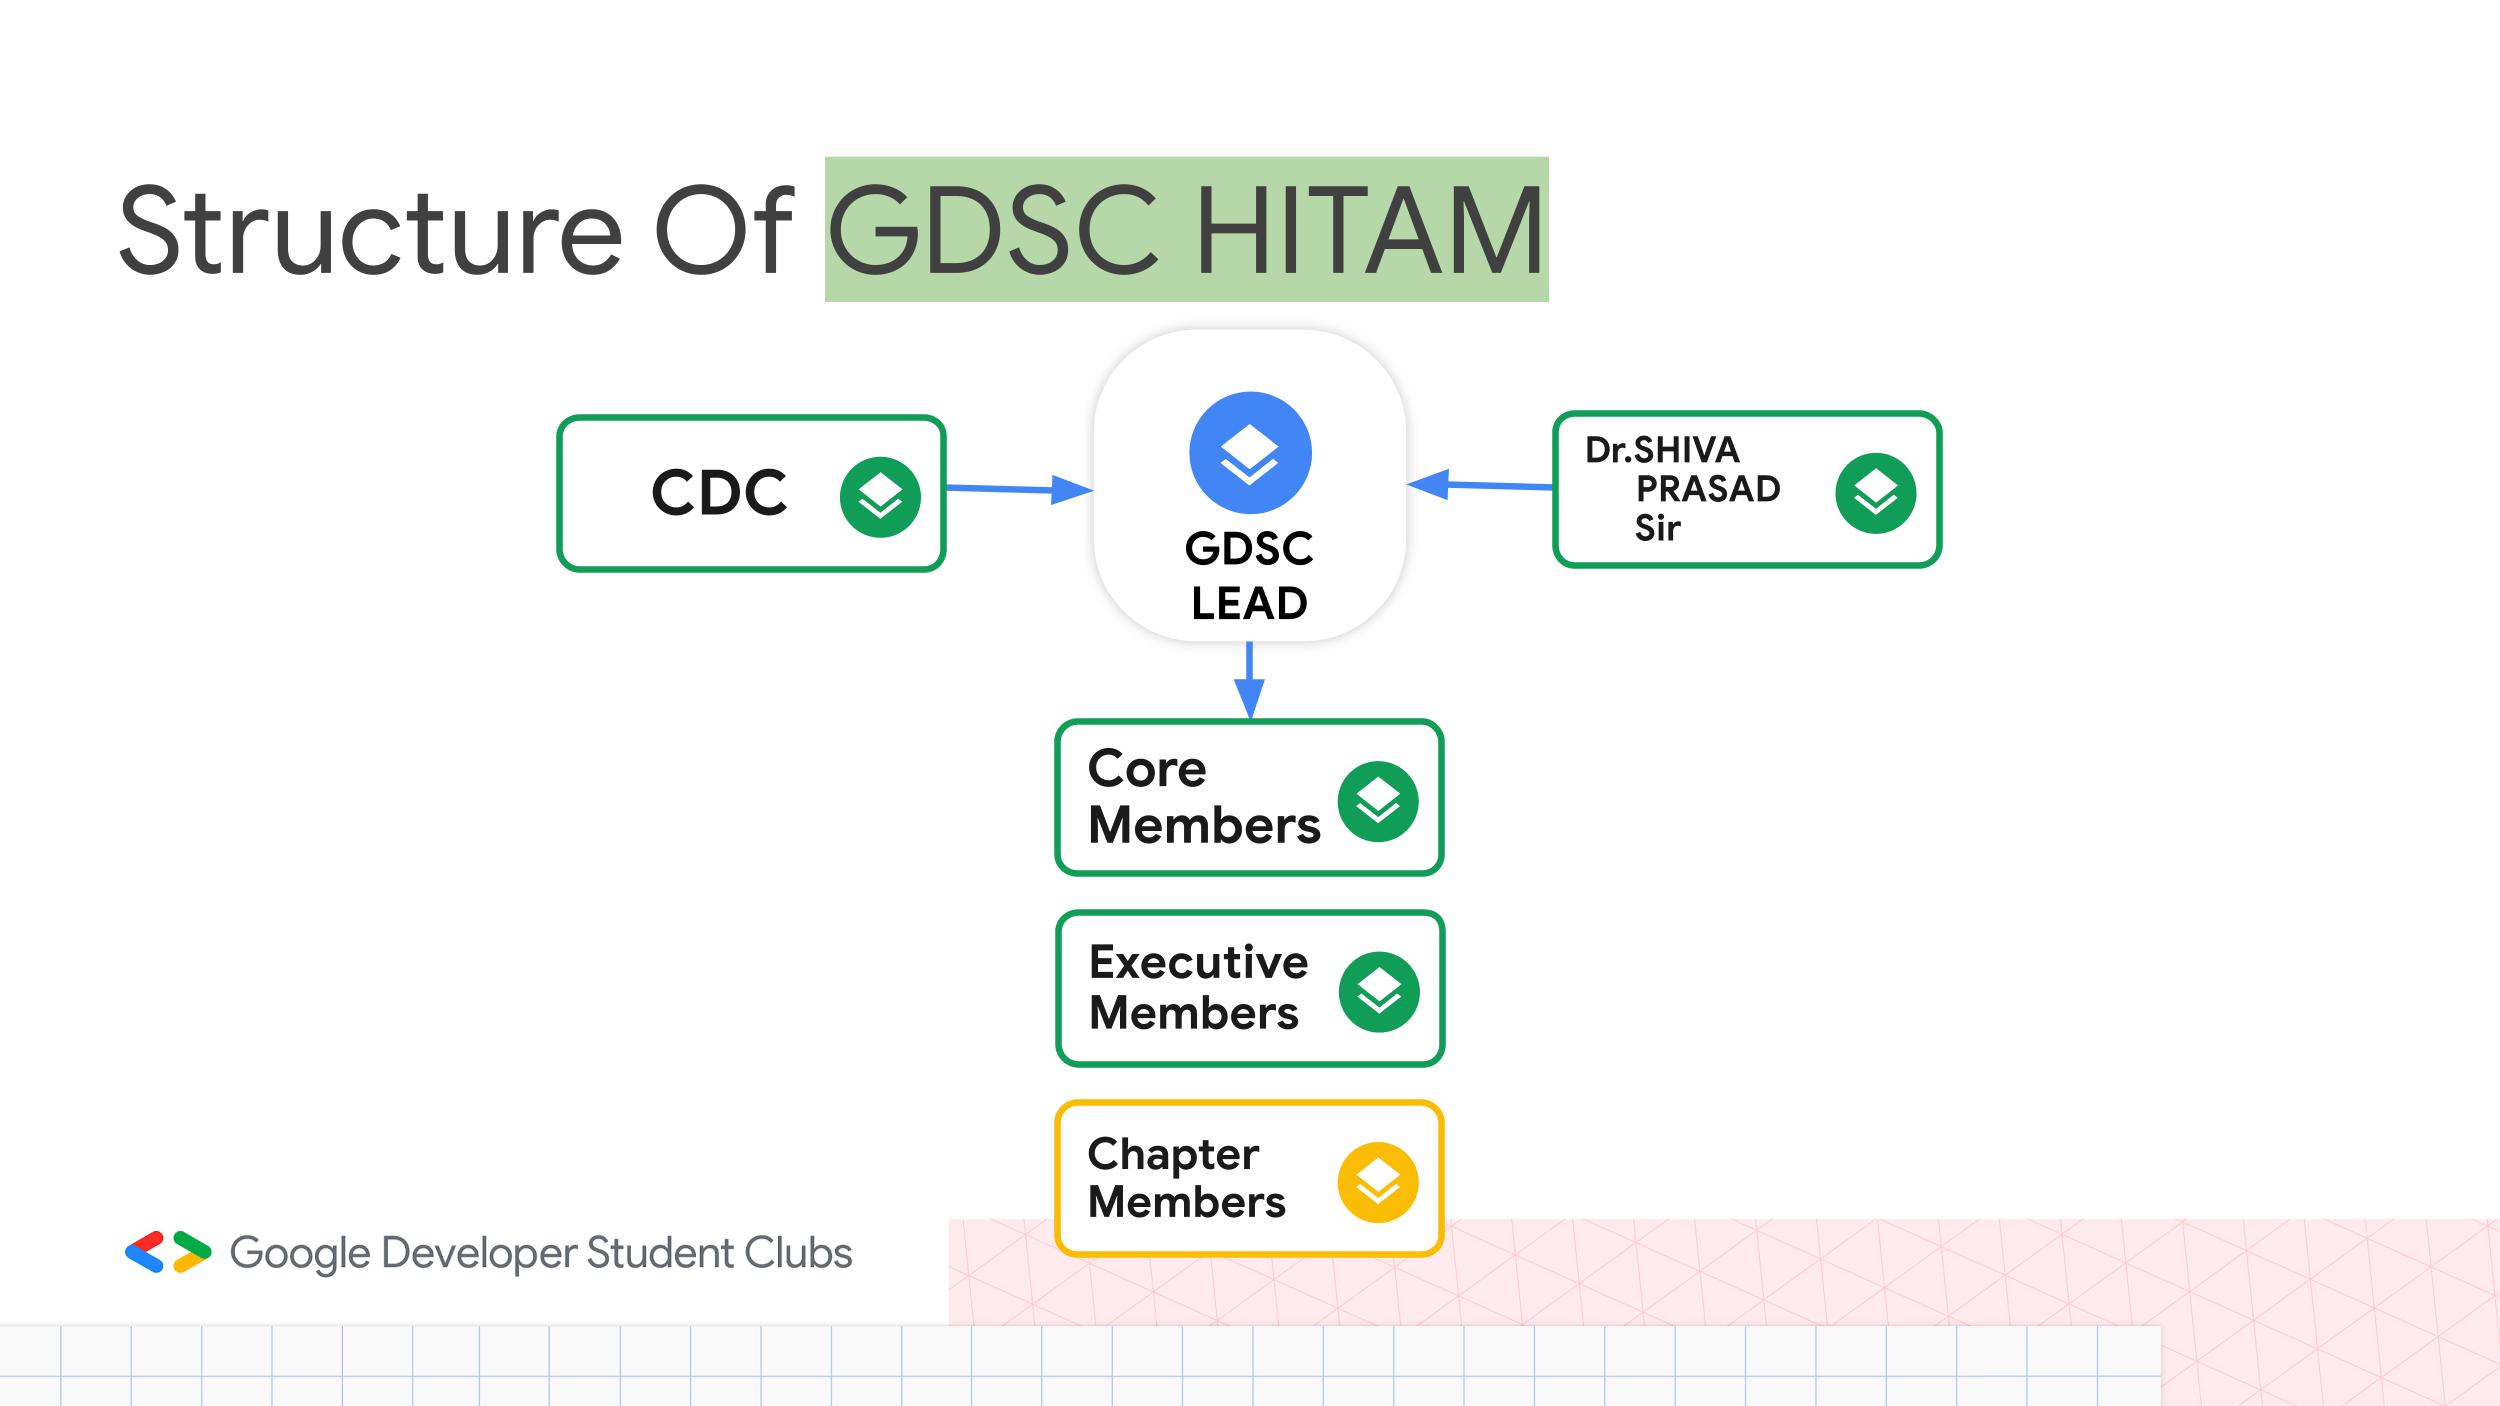 Structure Of GDSC HITAM
CDC
GDSC
LEAD
Dr. SHIVA
PRASAD
Sir
Core
Members
Executive
Members
Chapter
Members
Google Developer Student Clubs